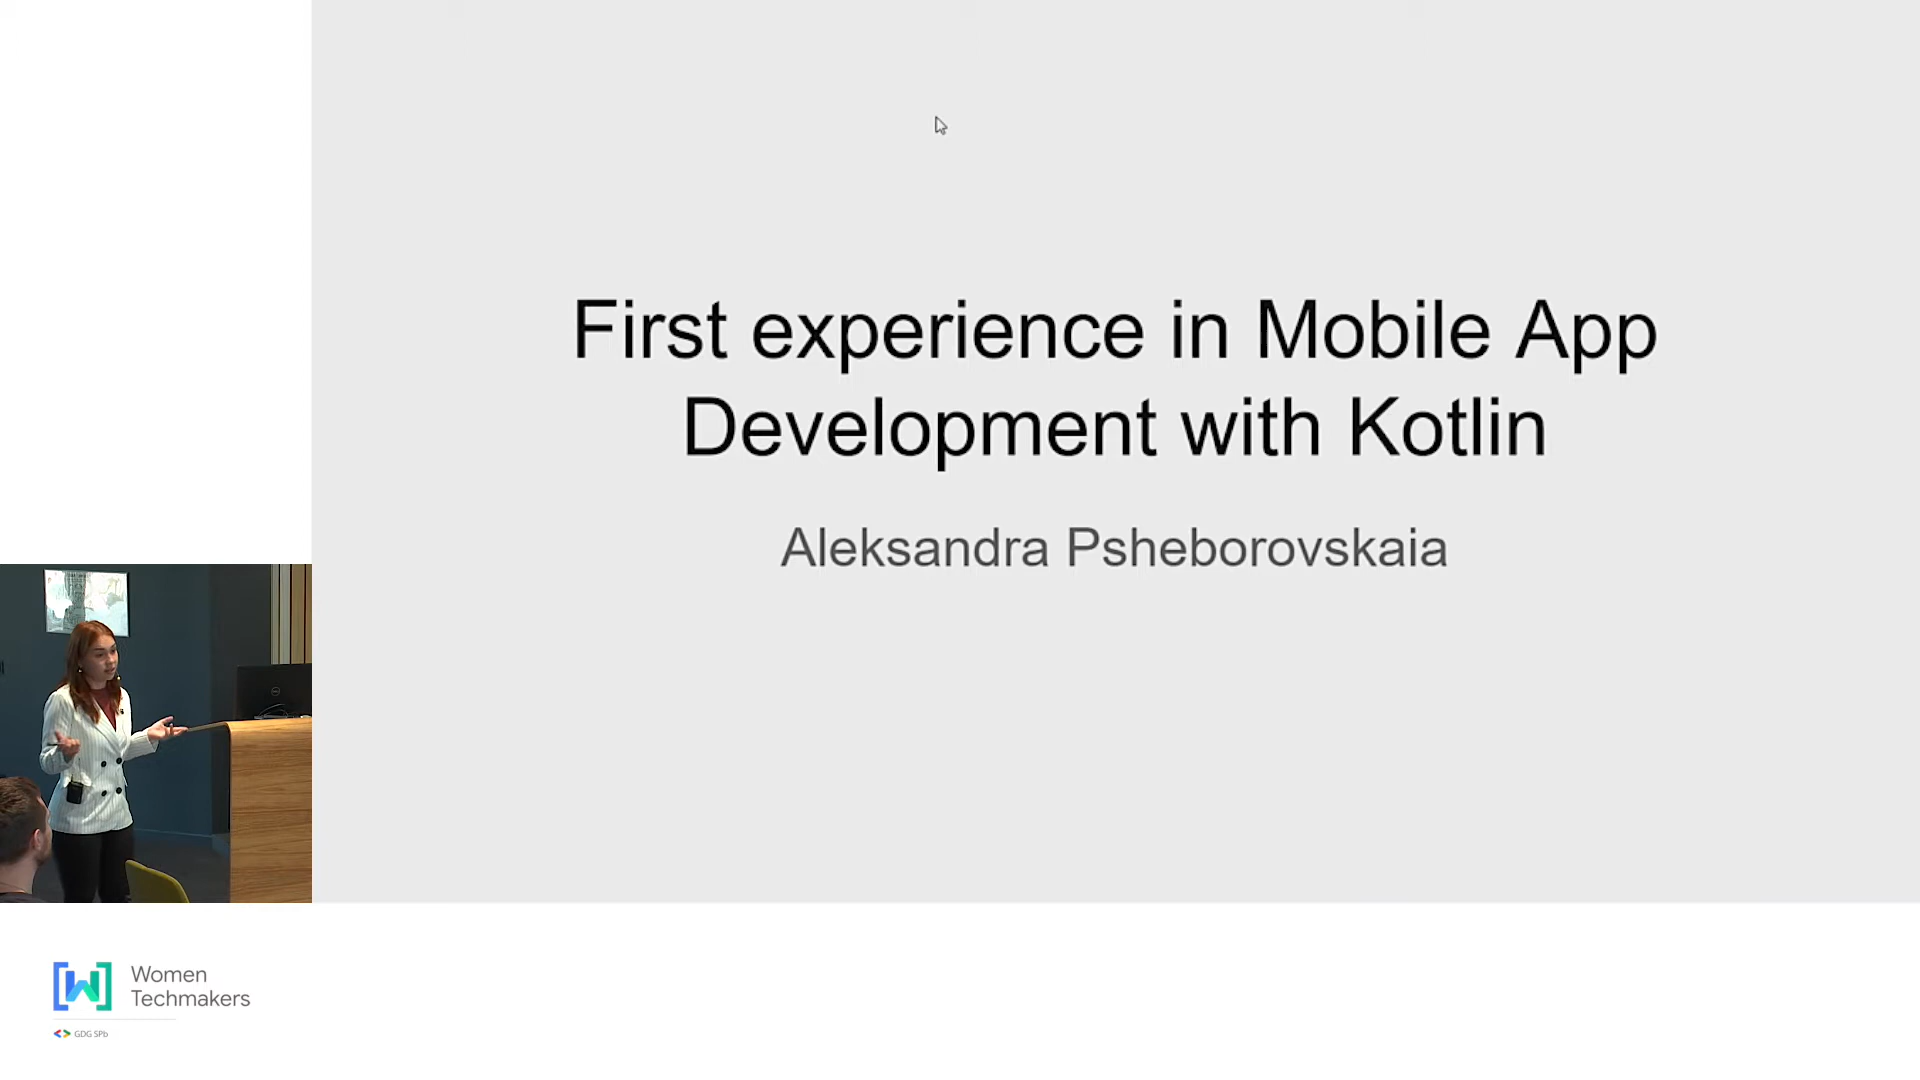 First experience in Mobile App
Development with Kotlin
Aleksandra Psheborovskaia
Women
Techmakers
GDG SPb